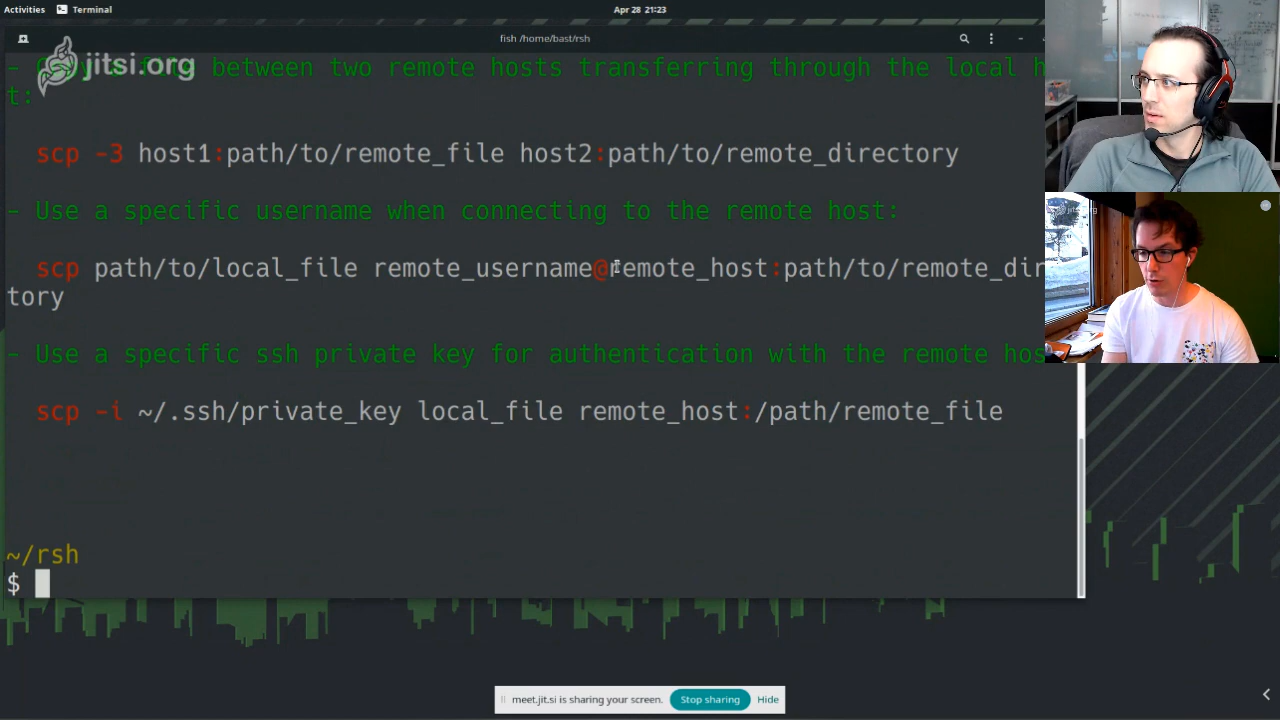 Activities Terminal Apr 28 21:23
fish /home/bast/rsh
jitsi.org
between two remote hosts transferring through the local h
t:
scp -3 host1:path/to/remote_file host2:path/to/remote_directory
- Use a specific username when connecting to the remote host:
scp path/to/local_file remote_username@remote_host:path/to/remote_dir
tory
- Use a specific ssh private key for authentication with the remote hos
scp -i ~/.ssh/private_key local_file remote_host:/path/remote_file
~/rsh
$
meet.jit.si is sharing your screen. Stop sharing Hide